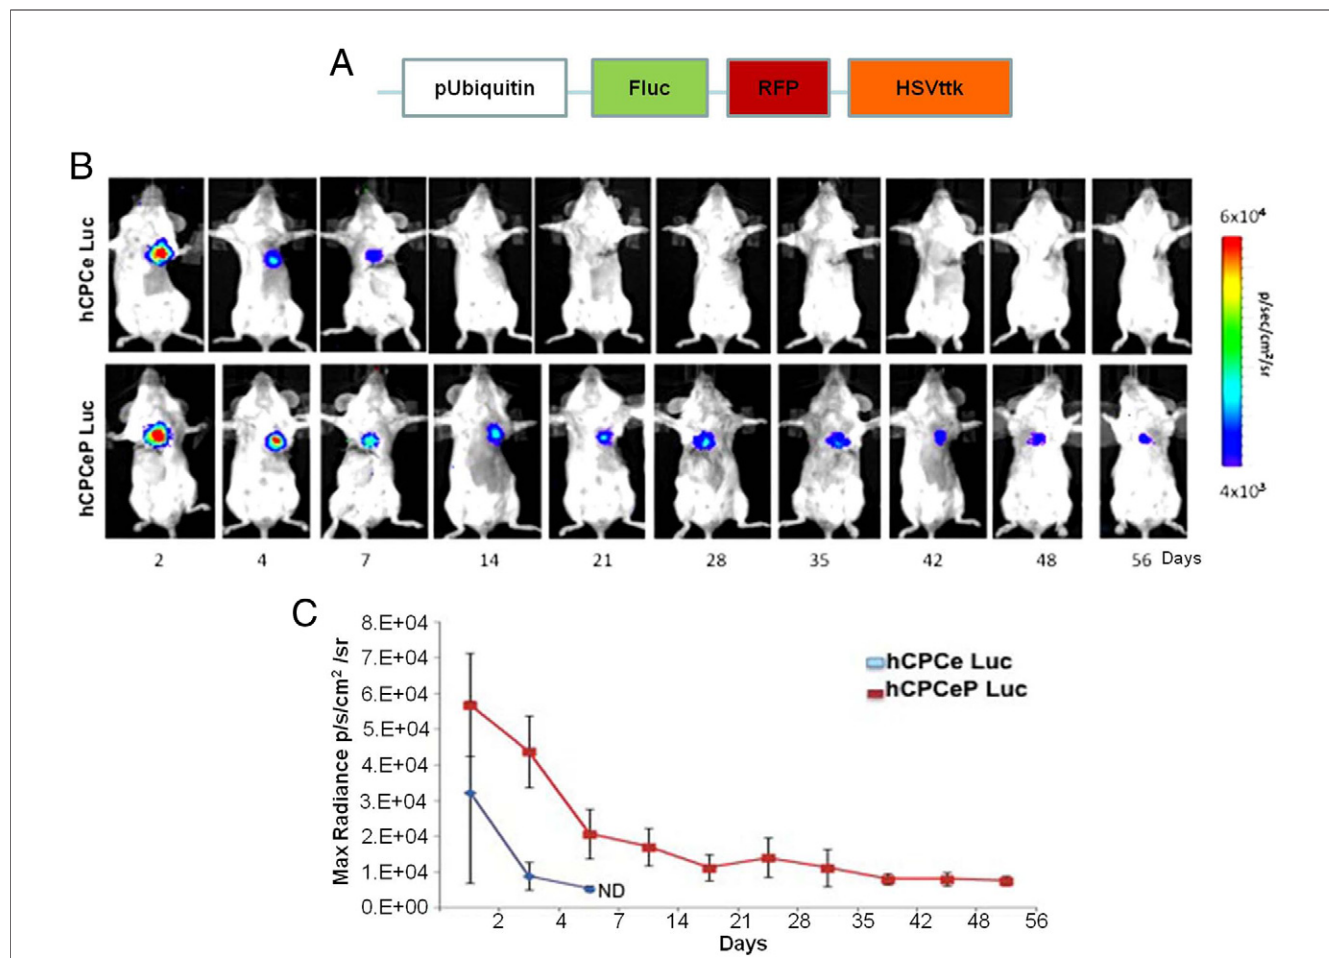 A
pUbiquitin
Fluc
RFP
HSVttk
B
hCPCe Luc
hCPCeP Luc
6x10⁴
p/sec/cm²/sr
4x10³
2 4 7 14 21 28 35 42 48 56 Days
C
8.E+04
7.E+04
6.E+04
5.E+04
4.E+04
3.E+04
2.E+04
1.E+04
0.E+00
Max Radiance p/s/cm² /sr
hCPCe Luc
hCPCeP Luc
ND
2 4 7 14 21 28 35 42 48 56
Days